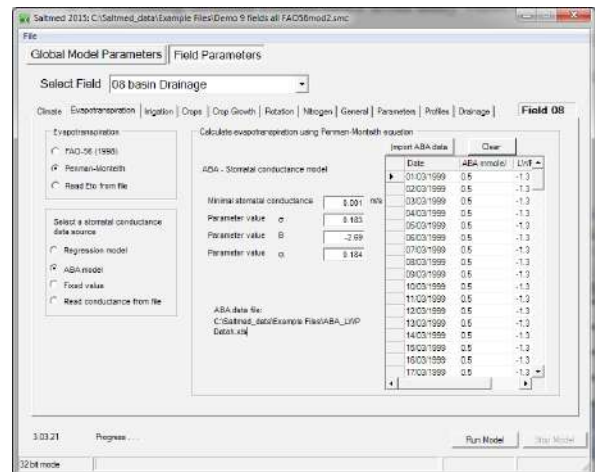 Saltmed 2015: C:\Saltmed_data\Example Files\Demo 9 fields all FAO56mod2.smc
File
Global Model Parameters Field Parameters
Select Field 08 basin Drainage
Climate Evapotranspiration Irrigation Crops Crop Growth Rotation Nitrogen General Parameters Profiles Drainage Field 08
Evapotranspiration
FAO-56 (1998)
Penman-Monteith
Read Eto from file
Select a stomatal conductance
data source
Regression model
ABA model
Fixed value
Read conductance from file
Calculate evapotranspiration using Penman-Monteith equation
Import ABA data Clear
ABA - Stomatal conductance model
Minimal stomatal conductance 0.001 m/s
Parameter value σ 0.183
Parameter value B -2.69
Parameter value α 0.184
ABA data file:
C:\Saltmed_data\Example Files\ABA_LWP
Data1.xls
Date ABA mmole/ LWF
01/03/1999 0.5 -1.3
02/03/1999 0.5 -1.3
03/03/1999 0.5 -1.3
04/03/1999 0.5 -1.3
05/03/1999 0.5 -1.3
06/03/1999 0.5 -1.3
07/03/1999 0.5 -1.3
08/03/1999 0.5 -1.3
09/03/1999 0.5 -1.3
10/03/1999 0.5 -1.3
11/03/1999 0.5 -1.3
12/03/1999 0.5 -1.3
13/03/1999 0.5 -1.3
14/03/1999 0.5 -1.3
15/03/1999 0.5 -1.3
16/03/1999 0.5 -1.3
17/03/1999 0.5 -1.3
3.03.21 Progress . . . Run Model Stop Model
32 bit mode